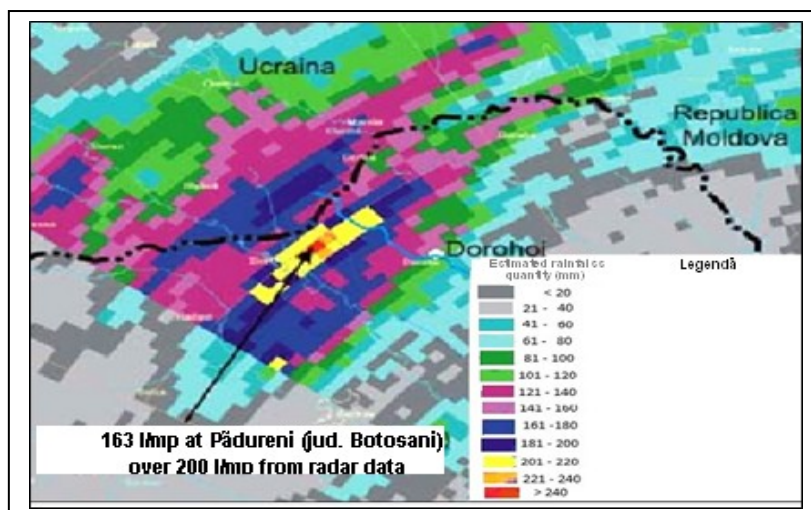 Ucraina
Republica
Moldova
Dorohoi
Estimated rainfalls
quantity (mm)
Legendă
< 20
21 - 40
41 - 60
61 - 80
81 - 100
101 - 120
121 - 140
141 - 160
161 -180
181 - 200
201 - 220
221 - 240
> 240
163 l/mp at Pădureni (jud. Botosani)
over 200 l/mp from radar data